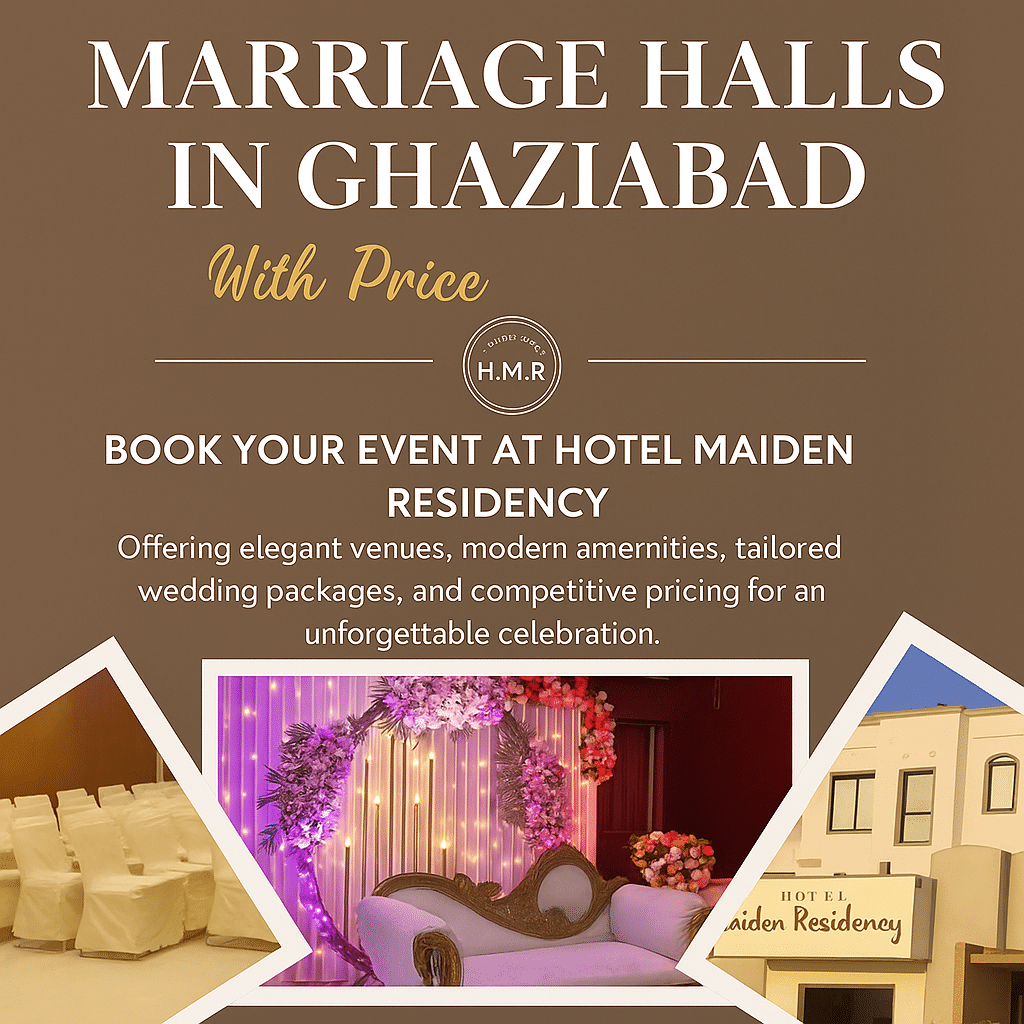 MARRIAGE HALLS
IN GHAZIABAD
With Price
H.M.R
BOOK YOUR EVENT AT HOTEL MAIDEN
RESIDENCY
Offering elegant venues, modern amernities, tailored
wedding packages, and competitive pricing for an
unforgettable celebration.
HOTEL
aiden Residency